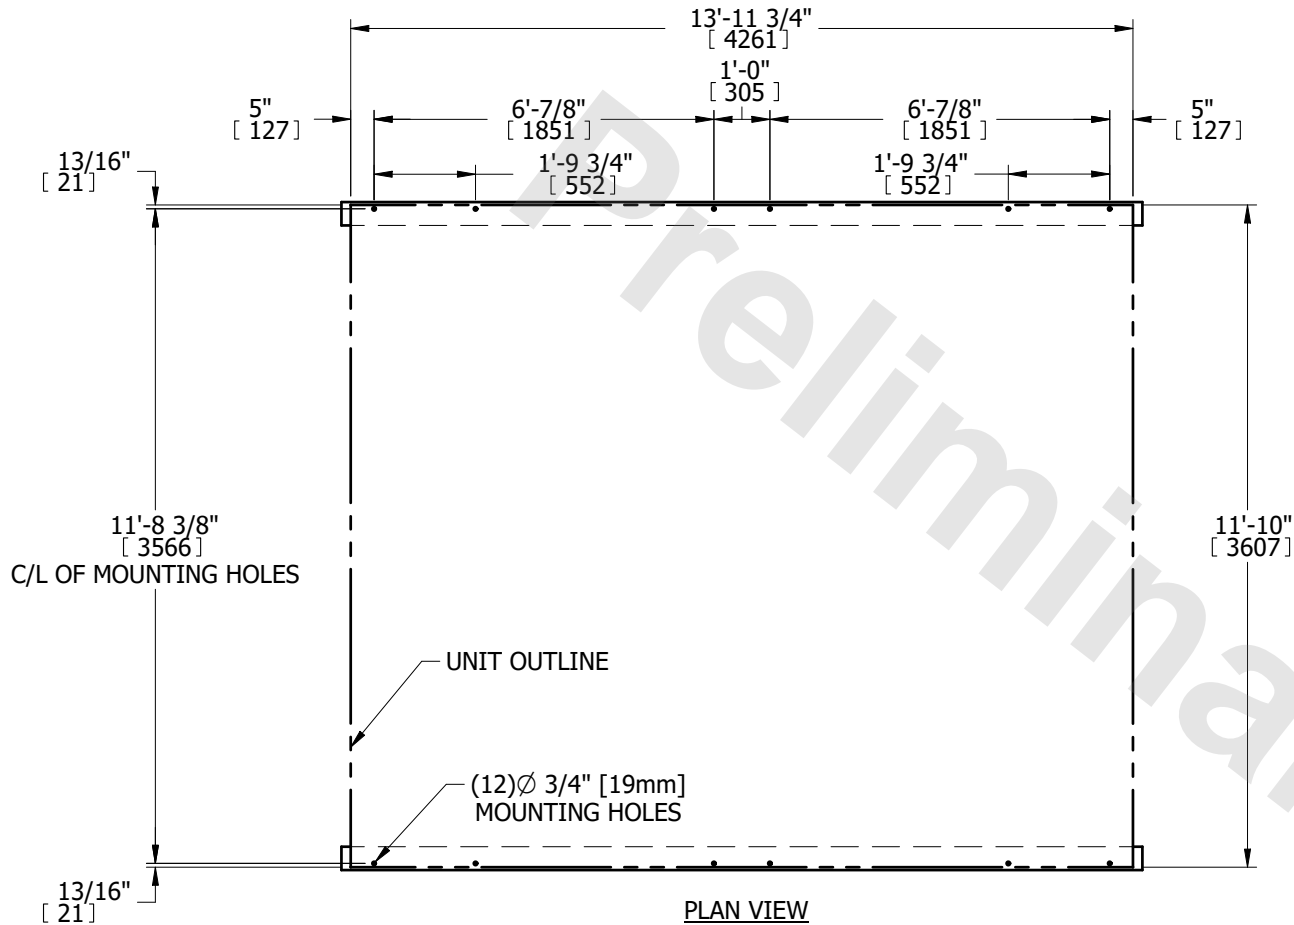 13'-11 3/4"
[ 4261]
1'-0"
[ 305 ]
5"
[ 127]
6'-7/8"
[ 1851 ]
6'-7/8"
[ 1851 ]
5"
[ 127]
13/16"
[ 21]
1'-9 3/4"
[ 552 ]
1'-9 3/4"
[ 552 ]
11'-8 3/8"
[ 3566]
C/L OF MOUNTING HOLES
11'-10"
[ 3607]
UNIT OUTLINE
(12)Ø 3/4" [19mm]
MOUNTING HOLES
13/16"
[ 21]
PLAN VIEW
Prelimina